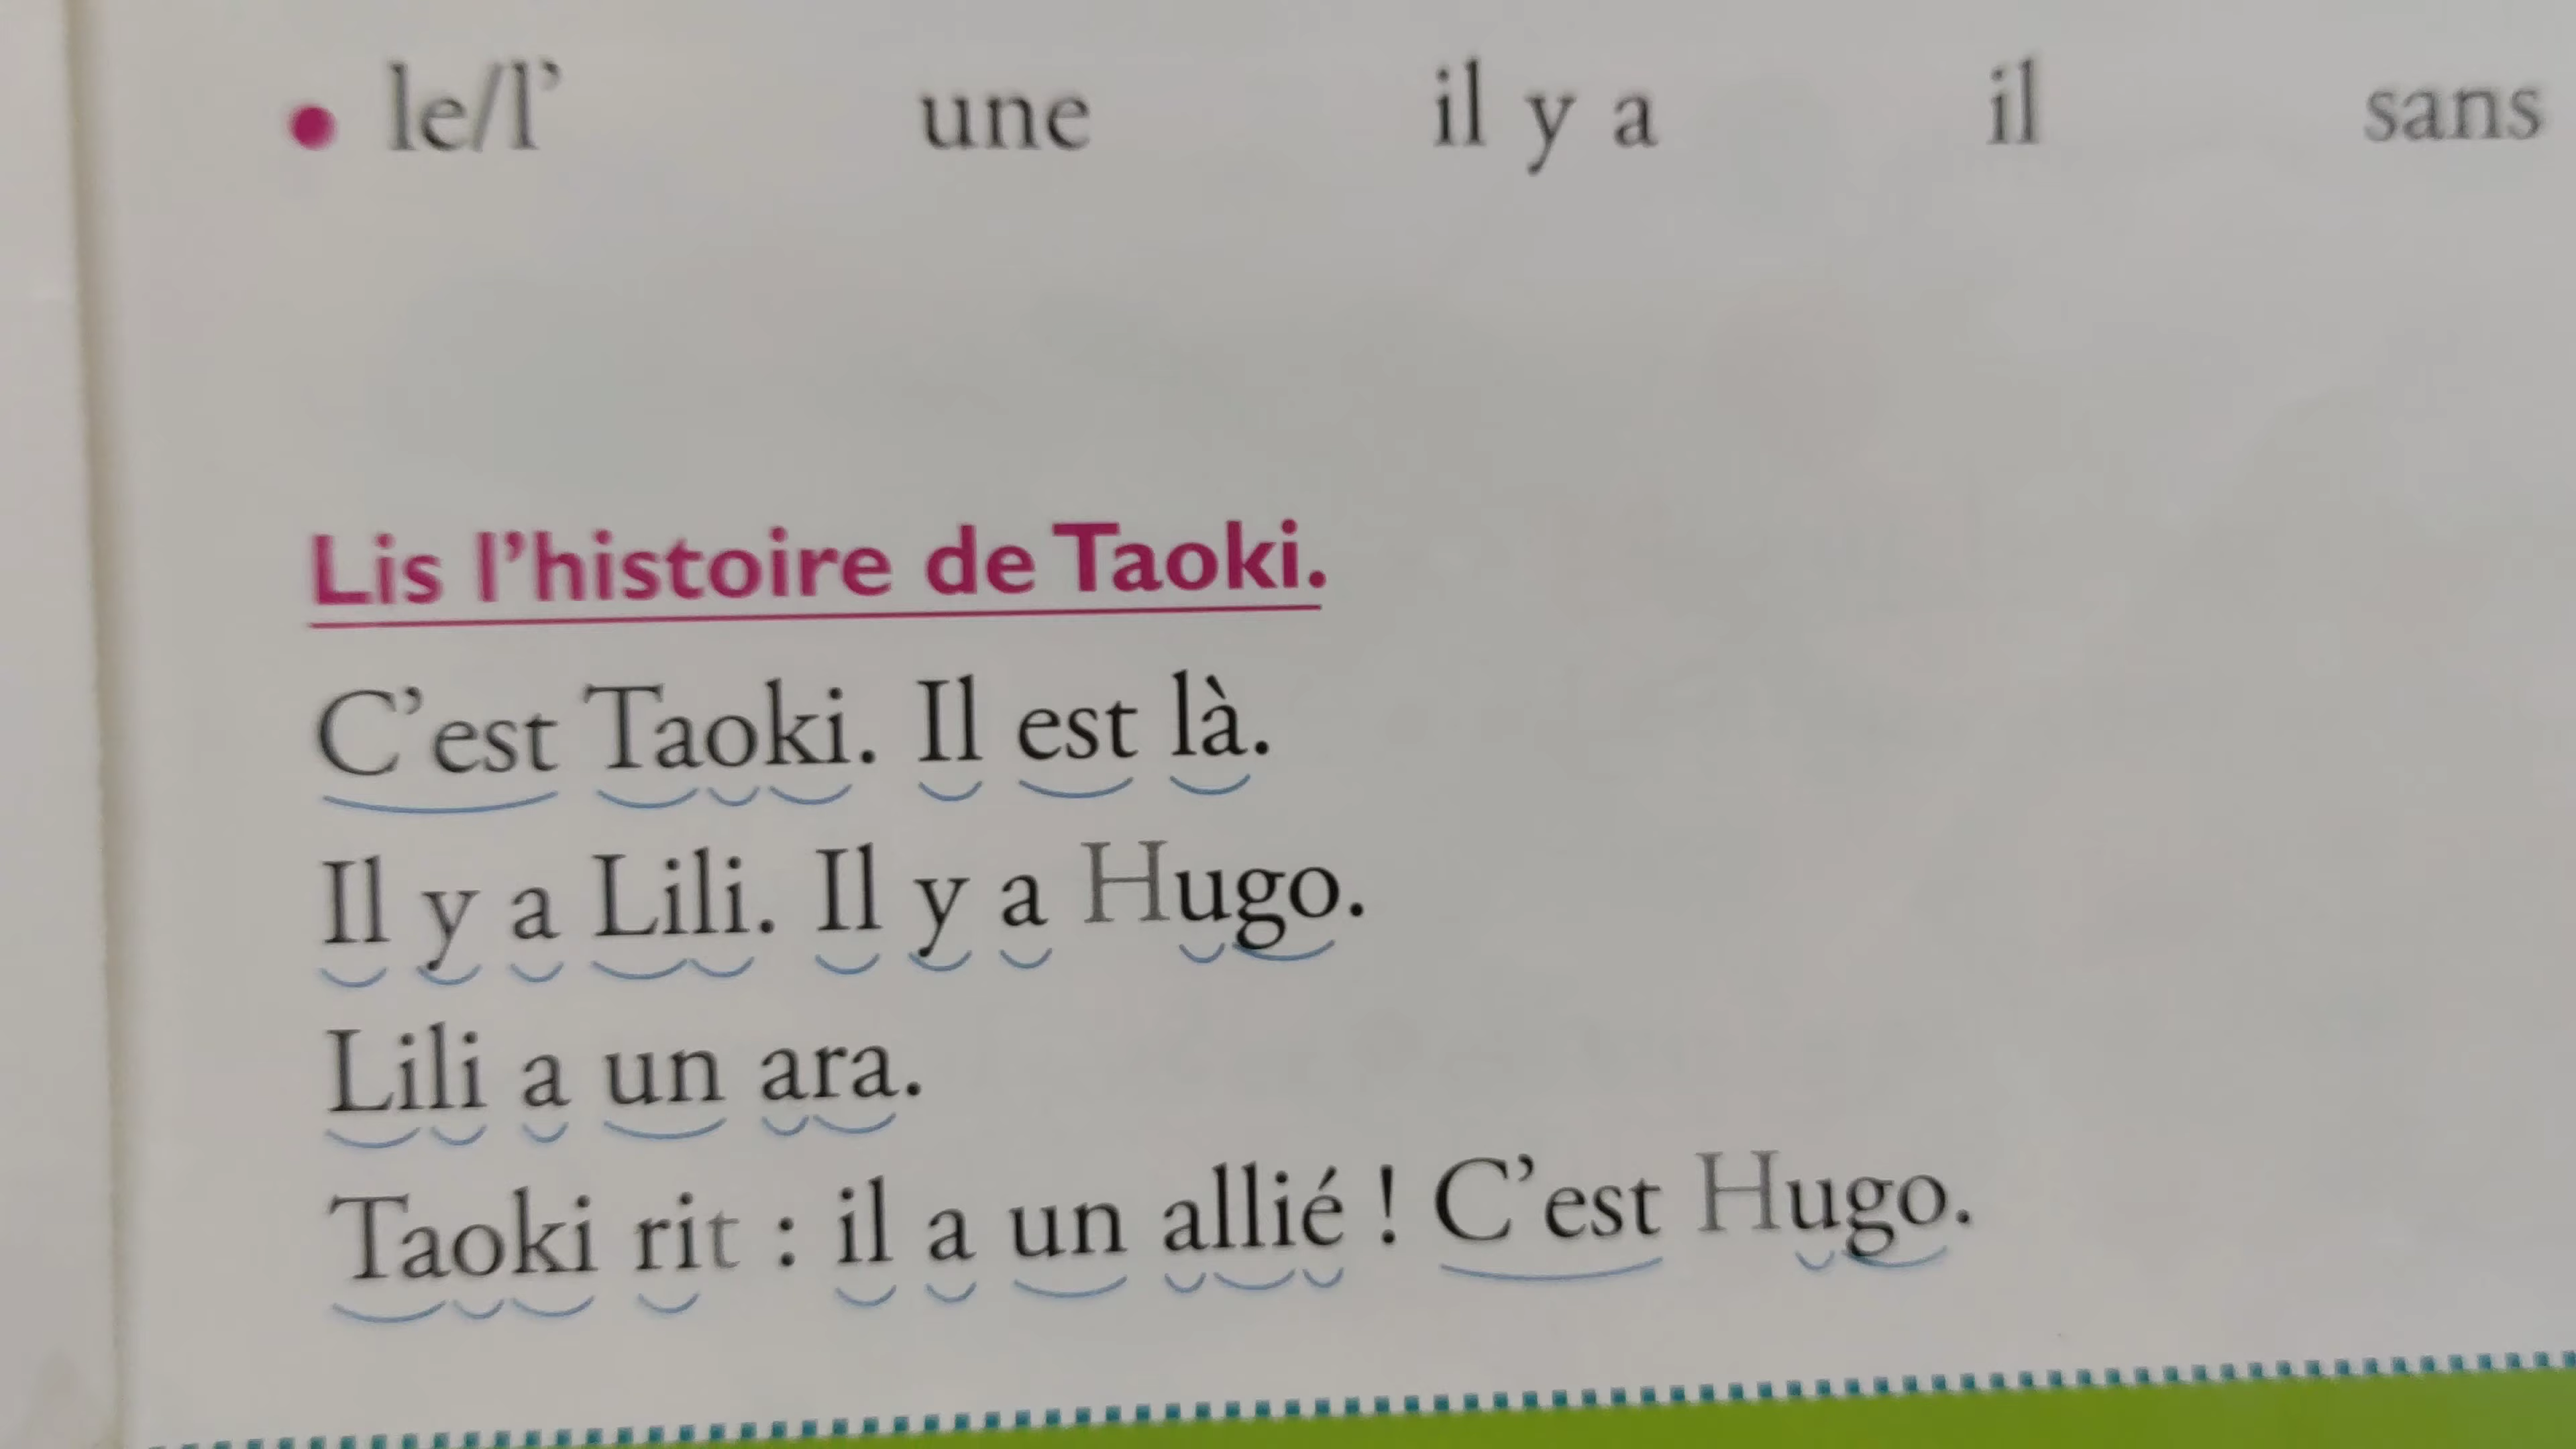 • le/l’ une il y a il sans
Lis l’histoire de Taoki.
C’est Taoki. Il est là.
Il y a Lili. Il y a Hugo.
Lili a un ara.
Taoki rit : il a un allié ! C’est Hugo.